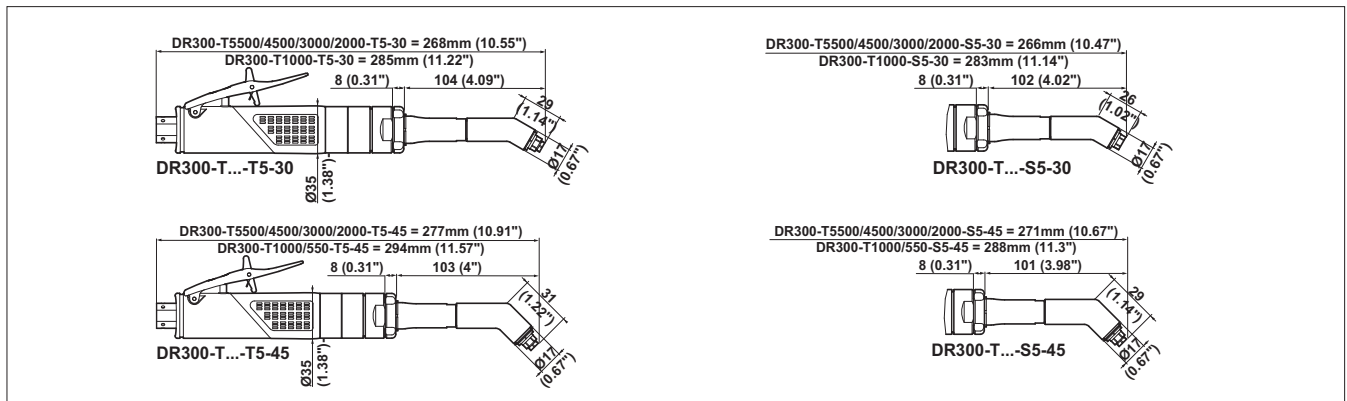 DR300-T5500/4500/3000/2000-T5-30 = 268mm (10.55")
DR300-T1000-T5-30 = 285mm (11.22")
8 (0.31")
104 (4.09")
29
(1.14")
Ø17
(0.67")
Ø35
(1.38")
DR300-T...-T5-30
DR300-T5500/4500/3000/2000-S5-30 = 266mm (10.47")
DR300-T1000-S5-30 = 283mm (11.14")
8 (0.31")
102 (4.02")
26
(1.02")
Ø17
(0.67")
DR300-T...-S5-30
DR300-T5500/4500/3000/2000-T5-45 = 277mm (10.91")
DR300-T1000/550-T5-45 = 294mm (11.57")
8 (0.31")
103 (4")
31
(1.22")
Ø17
(0.67")
Ø35
(1.38")
DR300-T...-T5-45
DR300-T5500/4500/3000/2000-S5-45 = 271mm (10.67")
DR300-T1000/550-S5-45 = 288mm (11.3")
8 (0.31")
101 (3.98")
29
(1.14")
Ø17
(0.67")
DR300-T...-S5-45